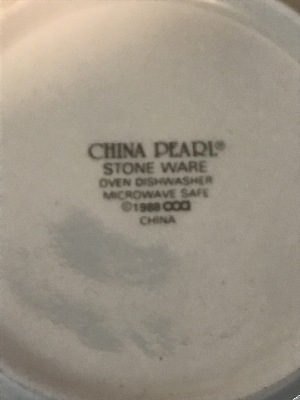 CHINA PEARL®
STONE WARE
OVEN DISHWASHER
MICROWAVE SAFE
©1988
CHINA